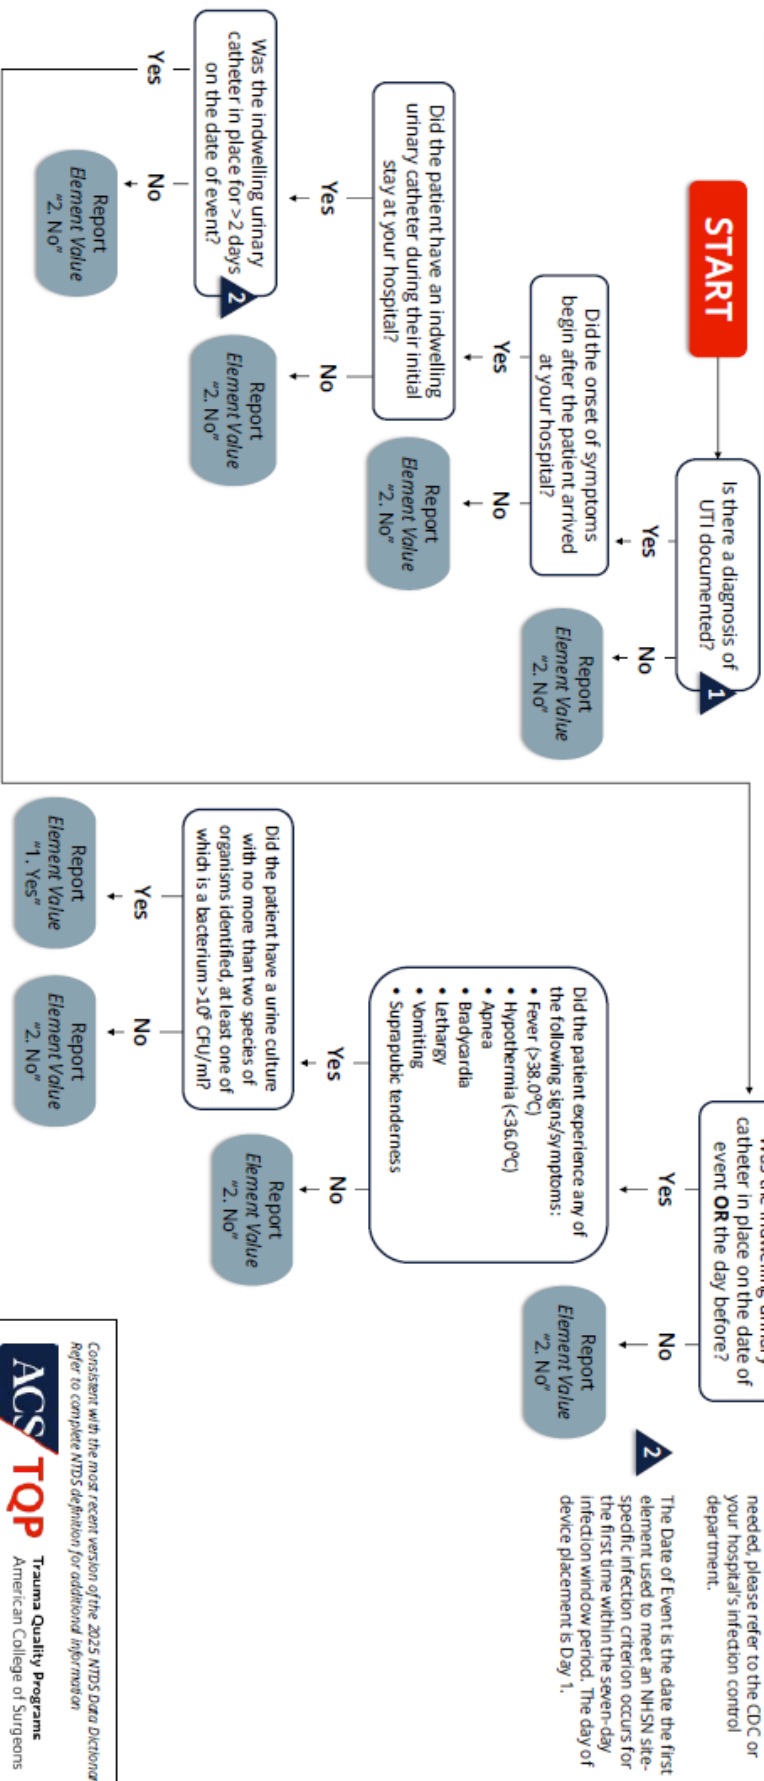 START
Is there a diagnosis of
UTI documented?
1
Yes
No
Report
Element Value
"2. No"
Did the onset of symptoms
begin after the patient arrived
at your hospital?
Yes
No
Report
Element Value
"2. No"
Did the patient have an indwelling
urinary catheter during their initial
stay at your hospital?
Yes
No
Report
Element Value
"2. No"
Was the indwelling urinary
catheter in place for >2 days
on the date of event?
2
Yes
No
Report
Element Value
"2. No"
catheter in place on the date of
event OR the day before?
Yes
No
Report
Element Value
"2. No"
Did the patient experience any of
the following signs/symptoms:
• Fever (>38.0°C)
• Hypothermia (<36.0°C)
• Apnea
• Bradycardia
• Lethargy
• Vomiting
• Suprapubic tenderness
Yes
No
Report
Element Value
"2. No"
Did the patient have a urine culture
with no more than two species of
organisms identified, at least one of
which is a bacterium >10⁵ CFU/ml?
Yes
No
Report
Element Value
"1. Yes"
Report
Element Value
"2. No"
needed, please refer to the CDC or
your hospital's infection control
department.
2
The Date of Event is the date the first
element used to meet an NHSN site-
specific infection criterion occurs for
the first time within the seven-day
infection window period. The day of
device placement is Day 1.
Consistent with the most recent version of the 2025 NTDS Data Dictionar
Refer to complete NTDS definition for additional information
ACS TQP
Trauma Quality Programs
American College of Surgeons